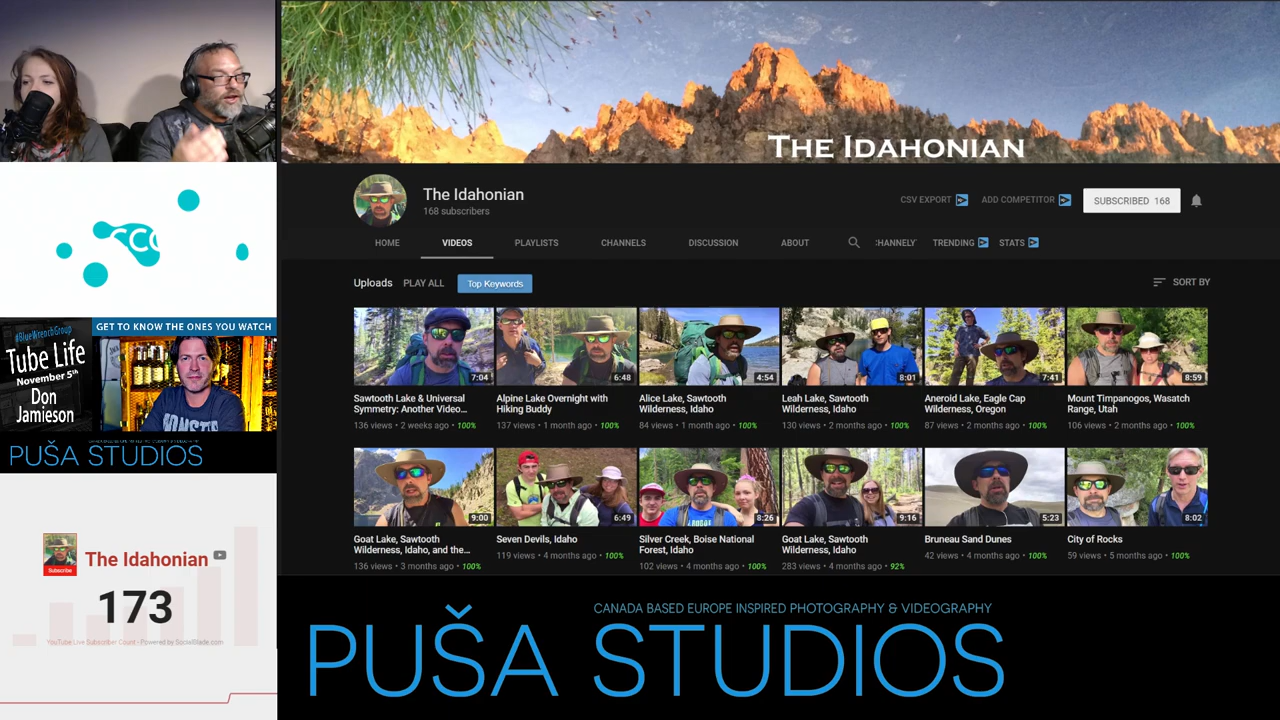 THE IDAHONIAN
The Idahonian
168 subscribers
CSV EXPORT
ADD COMPETITOR
SUBSCRIBED 168
HOME
VIDEOS
PLAYLISTS
CHANNELS
DISCUSSION
ABOUT
:HANNELY
TRENDING
STATS
Uploads
PLAY ALL
Top Keywords
SORT BY
7:04
6:48
4:54
8:01
7:41
8:59
Sawtooth Lake & Universal
Symmetry: Another Video...
136 views • 2 weeks ago • 100%
Alpine Lake Overnight with
Hiking Buddy
137 views • 1 month ago • 100%
Alice Lake, Sawtooth
Wilderness, Idaho
84 views • 1 month ago • 100%
Leah Lake, Sawtooth
Wilderness, Idaho
130 views • 2 months ago • 100%
Aneroid Lake, Eagle Cap
Wilderness, Oregon
87 views • 2 months ago • 100%
Mount Timpanogos, Wasatch
Range, Utah
106 views • 2 months ago • 100%
9:00
6:49
8:26
9:16
5:23
8:02
Goat Lake, Sawtooth
Wilderness, Idaho, and the...
136 views • 3 months ago • 100%
Seven Devils, Idaho
119 views • 4 months ago • 100%
Silver Creek, Boise National
Forest, Idaho
102 views • 4 months ago • 100%
Goat Lake, Sawtooth
Wilderness, Idaho
283 views • 4 months ago • 92%
Bruneau Sand Dunes
42 views • 4 months ago • 100%
City of Rocks
59 views • 5 months ago • 100%
#BlueWrenchGroup
Tube Life
November 5th
Don
Jamieson
GET TO KNOW THE ONES YOU WATCH
PUŠA STUDIOS
The Idahonian
Subscribe
173
YouTube Live Subscriber Count - Powered by SocialBlade.com
CANADA BASED EUROPE INSPIRED PHOTOGRAPHY & VIDEOGRAPHY
PUŠA STUDIOS